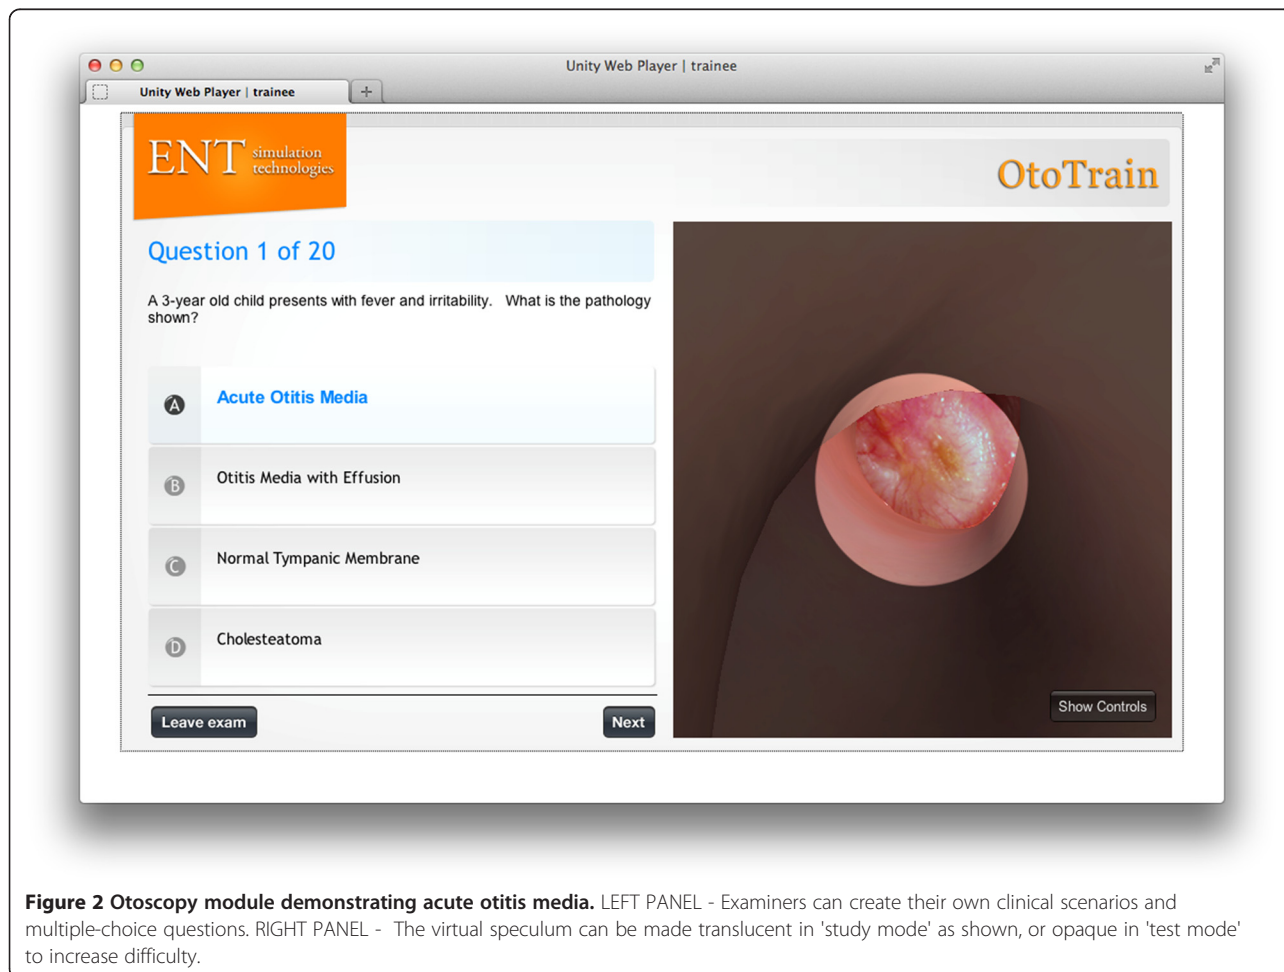 Unity Web Player | trainee
Unity Web Player | trainee
ENT simulation
technologies
OtoTrain
Question 1 of 20
A 3-year old child presents with fever and irritability. What is the pathology
shown?
A Acute Otitis Media
B Otitis Media with Effusion
C Normal Tympanic Membrane
D Cholesteatoma
Leave exam
Next
Show Controls
Figure 2 Otoscopy module demonstrating acute otitis media. LEFT PANEL - Examiners can create their own clinical scenarios and
multiple-choice questions. RIGHT PANEL - The virtual speculum can be made translucent in 'study mode' as shown, or opaque in 'test mode'
to increase difficulty.